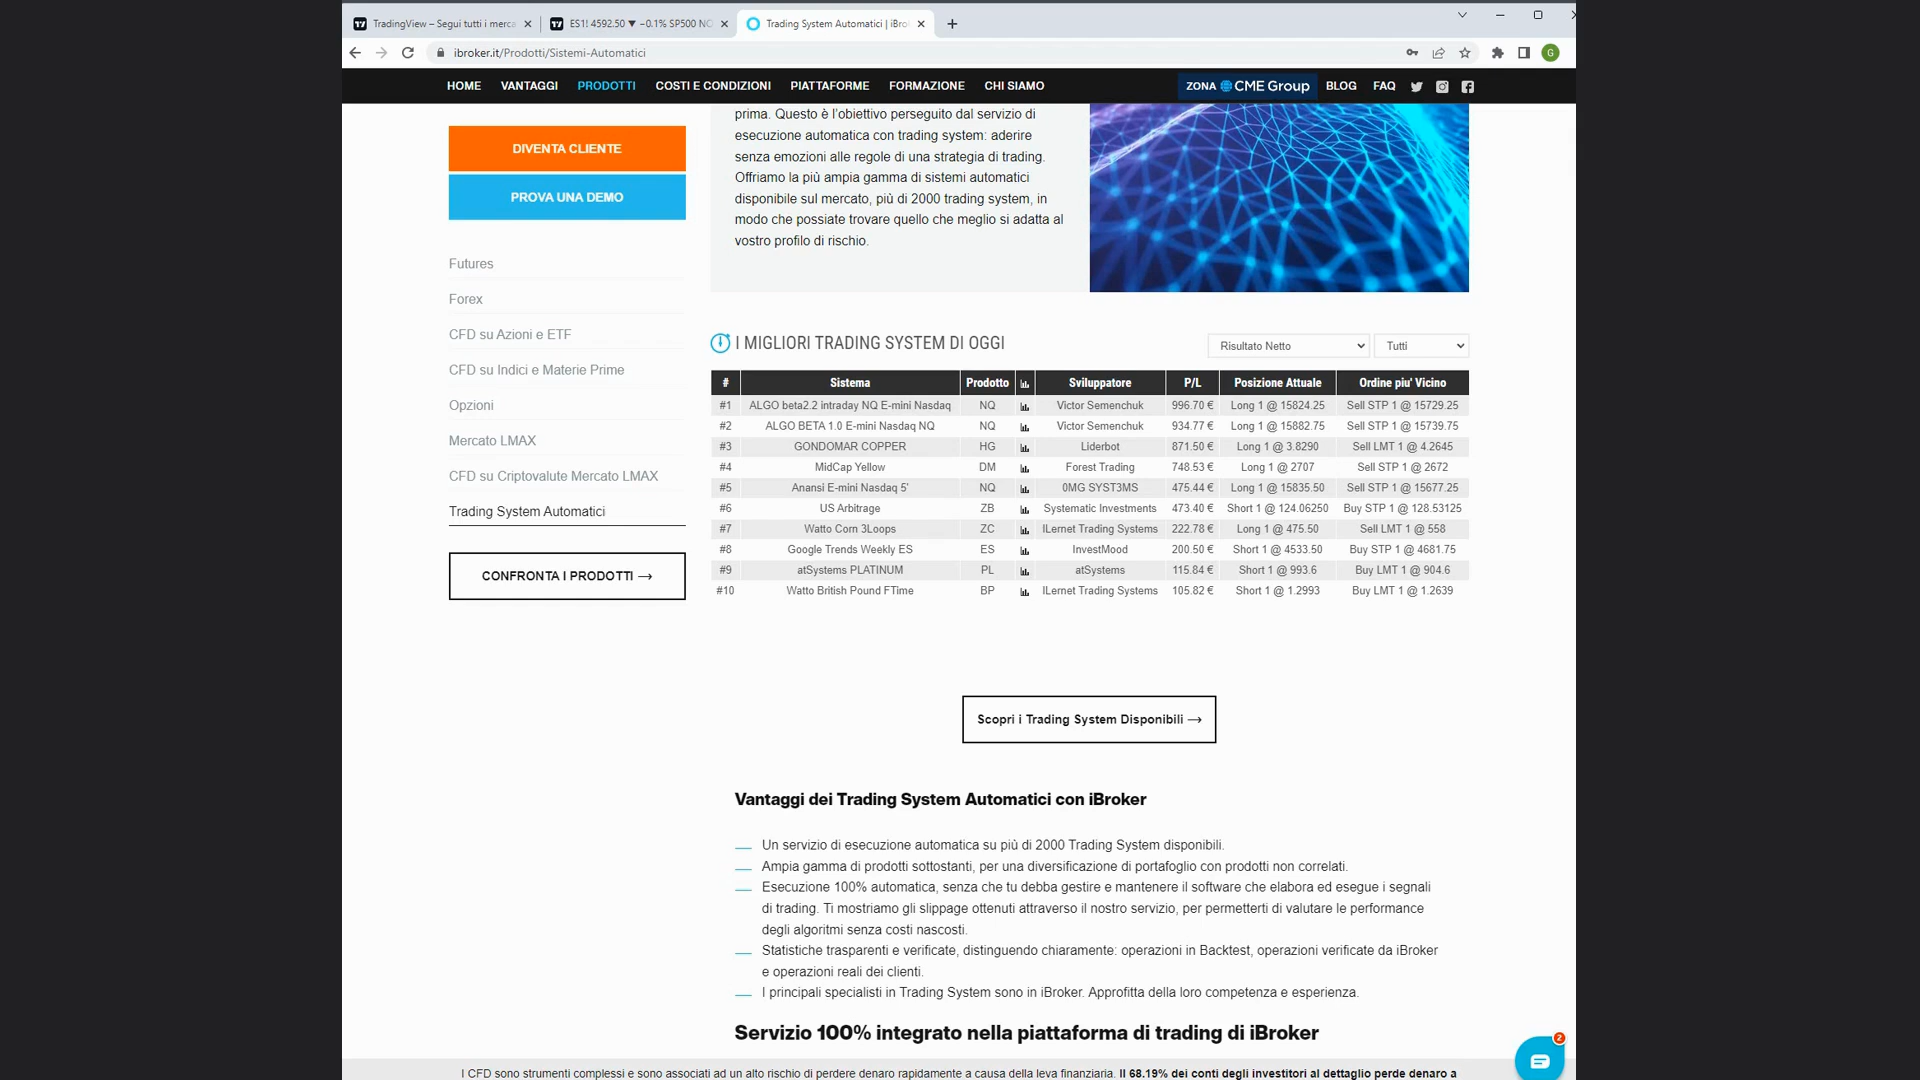 TradingView – Segui tutti i merca
ES1! 4592.50 ▼ −0.1% SP500 NO
Trading System Automatici | iBro
ibroker.it/Prodotti/Sistemi-Automatici
G
HOME VANTAGGI PRODOTTI COSTI E CONDIZIONI PIATTAFORME FORMAZIONE CHI SIAMO ZONA CME Group BLOG FAQ
DIVENTA CLIENTE
PROVA UNA DEMO
Futures
Forex
CFD su Azioni e ETF
CFD su Indici e Materie Prime
Opzioni
Mercato LMAX
CFD su Criptovalute Mercato LMAX
Trading System Automatici
CONFRONTA I PRODOTTI →
prima. Questo è l'obiettivo perseguito dal servizio di
esecuzione automatica con trading system: aderire
senza emozioni alle regole di una strategia di trading.
Offriamo la più ampia gamma di sistemi automatici
disponibile sul mercato, più di 2000 trading system, in
modo che possiate trovare quello che meglio si adatta al
vostro profilo di rischio.
I MIGLIORI TRADING SYSTEM DI OGGI
Risultato Netto Tutti
# Sistema Prodotto Sviluppatore P/L Posizione Attuale Ordine piu' Vicino
#1 ALGO beta2.2 intraday NQ E-mini Nasdaq NQ Victor Semenchuk 996.70 € Long 1 @ 15824.25 Sell STP 1 @ 15729.25
#2 ALGO BETA 1.0 E-mini Nasdaq NQ NQ Victor Semenchuk 934.77 € Long 1 @ 15882.75 Sell STP 1 @ 15739.75
#3 GONDOMAR COPPER HG Liderbot 871.50 € Long 1 @ 3.8290 Sell LMT 1 @ 4.2645
#4 MidCap Yellow DM Forest Trading 748.53 € Long 1 @ 2707 Sell STP 1 @ 2672
#5 Anansi E-mini Nasdaq 5' NQ 0MG SYST3MS 475.44 € Long 1 @ 15835.50 Sell STP 1 @ 15677.25
#6 US Arbitrage ZB Systematic Investments 473.40 € Short 1 @ 124.06250 Buy STP 1 @ 128.53125
#7 Watto Corn 3Loops ZC ILernet Trading Systems 222.78 € Long 1 @ 475.50 Sell LMT 1 @ 558
#8 Google Trends Weekly ES ES InvestMood 200.50 € Short 1 @ 4533.50 Buy STP 1 @ 4681.75
#9 atSystems PLATINUM PL atSystems 115.84 € Short 1 @ 993.6 Buy LMT 1 @ 904.6
#10 Watto British Pound FTime BP ILernet Trading Systems 105.82 € Short 1 @ 1.2993 Buy LMT 1 @ 1.2639
Scopri i Trading System Disponibili →
Vantaggi dei Trading System Automatici con iBroker
Un servizio di esecuzione automatica su più di 2000 Trading System disponibili.
Ampia gamma di prodotti sottostanti, per una diversificazione di portafoglio con prodotti non correlati.
Esecuzione 100% automatica, senza che tu debba gestire e mantenere il software che elabora ed esegue i segnali
di trading. Ti mostriamo gli slippage ottenuti attraverso il nostro servizio, per permetterti di valutare le performance
degli algoritmi senza costi nascosti.
Statistiche trasparenti e verificate, distinguendo chiaramente: operazioni in Backtest, operazioni verificate da iBroker
e operazioni reali dei clienti.
I principali specialisti in Trading System sono in iBroker. Approfitta della loro competenza e esperienza.
Servizio 100% integrato nella piattaforma di trading di iBroker
2
I CFD sono strumenti complessi e sono associati ad un alto rischio di perdere denaro rapidamente a causa della leva finanziaria. Il 68.19% dei conti degli investitori al dettaglio perde denaro a